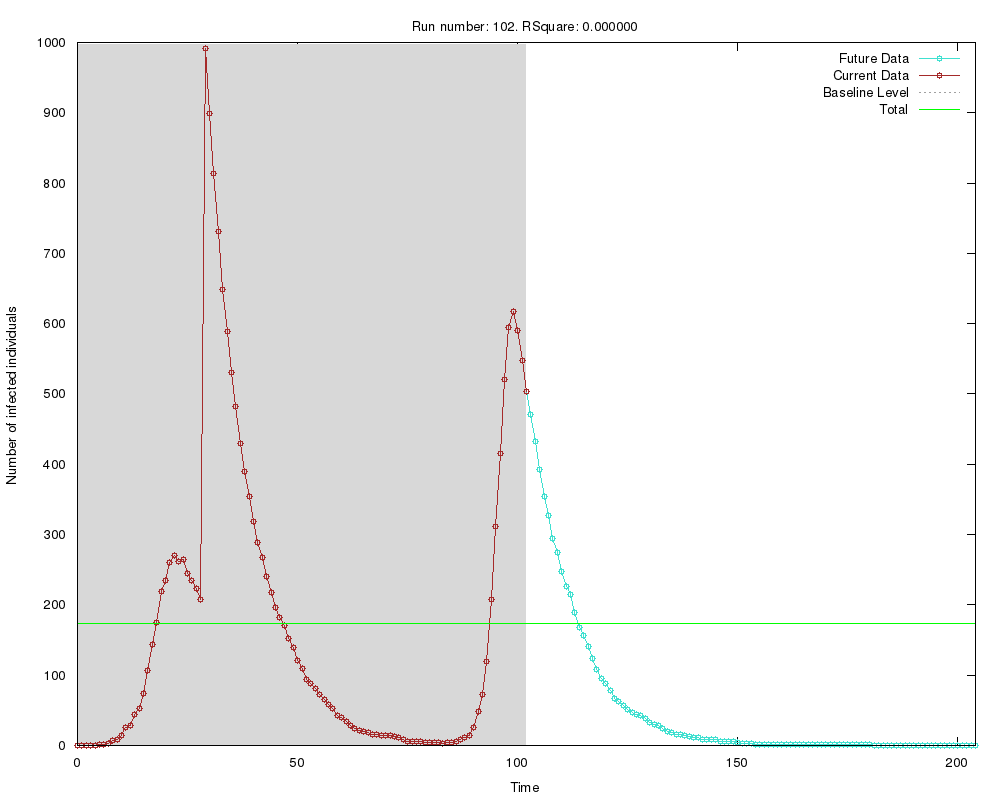 Run number: 102. RSquare: 0.000000
1000
900
800
700
600
500
400
300
200
100
0
Number of infected individuals
Future Data
Current Data
Baseline Level
Total
0 50 100 150 200
Time